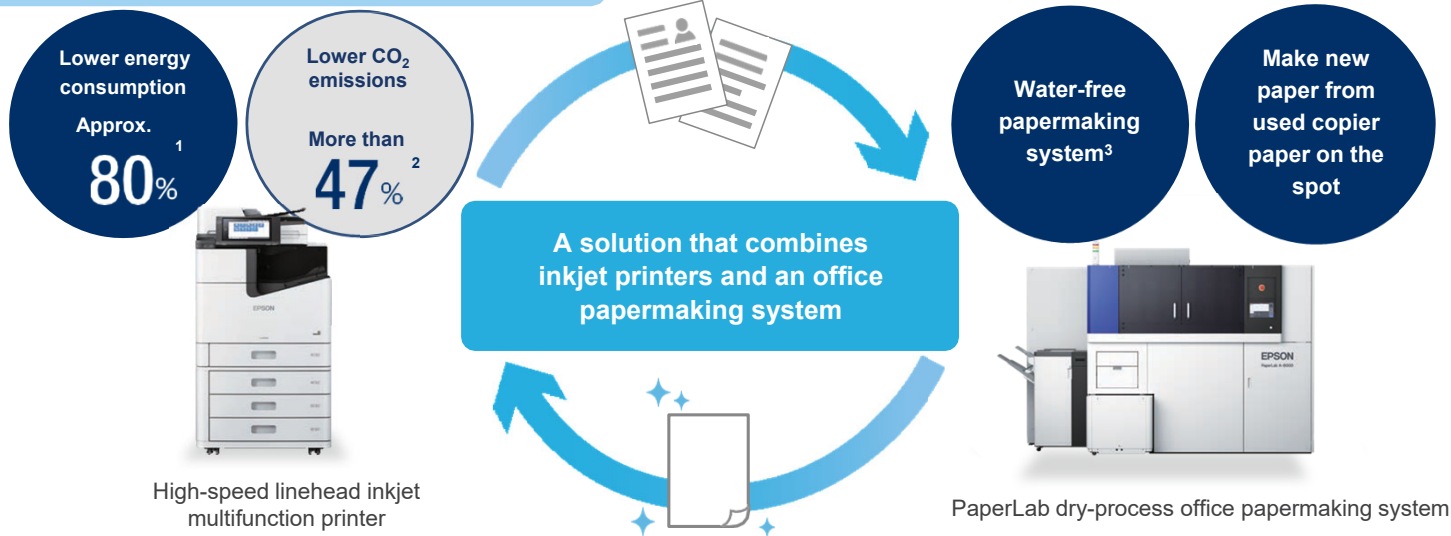 Lower energy
consumption
Approx.
80% 1
Lower CO₂
emissions
More than
47% 2
EPSON
High-speed linehead inkjet
multifunction printer
A solution that combines
inkjet printers and an office
papermaking system
Water-free
papermaking
system³
Make new
paper from
used copier
paper on the
spot
EPSON
PaperLab dry-process office papermaking system